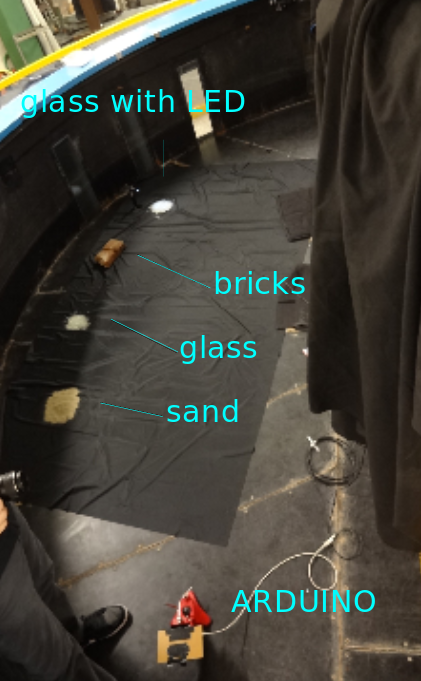 glass with LED
bricks
glass
sand
ARDUINO